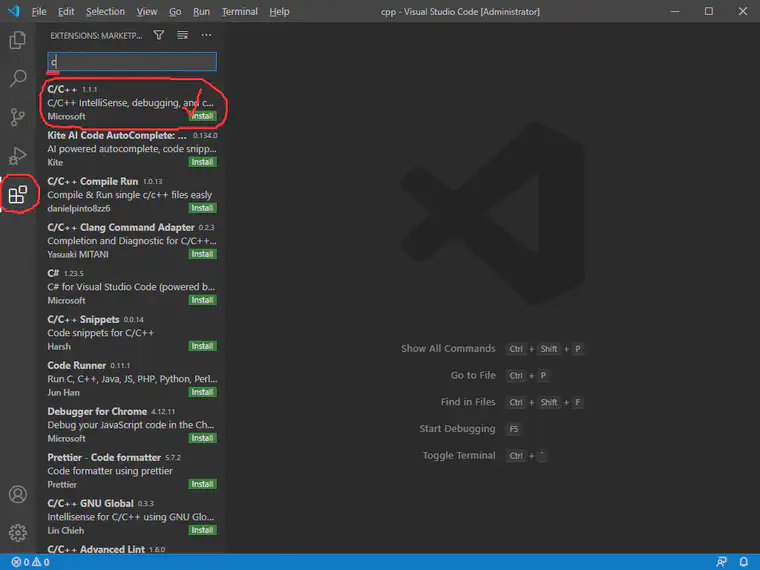 File Edit Selection View Go Run Terminal Help cpp - Visual Studio Code [Administrator]
EXTENSIONS: MARKETP...
c
C/C++ 1.1.1
C/C++ IntelliSense, debugging, and c...
Microsoft Install
Kite AI Code AutoComplete: ... 0.134.0
AI powered autocomplete, code snipp...
Kite Install
C/C++ Compile Run 1.0.13
Compile & Run single c/c++ files easly
danielpinto8zz6 Install
C/C++ Clang Command Adapter 0.2.3
Completion and Diagnostic for C/C++...
Yasuaki MITANI Install
C# 1.23.5
C# for Visual Studio Code (powered b...
Microsoft Install
C/C++ Snippets 0.0.14
Code snippets for C/C++
Harsh Install
Code Runner 0.11.1
Run C, C++, Java, JS, PHP, Python, Perl...
Jun Han Install
Debugger for Chrome 4.12.11
Debug your JavaScript code in the Ch...
Microsoft Install
Prettier - Code formatter 5.7.2
Code formatter using prettier
Prettier Install
C/C++ GNU Global 0.3.3
Intellisense for C/C++ using GNU Glo...
Lin Chieh Install
C/C++ Advanced Lint 1.6.0
Show All Commands Ctrl + Shift + P
Go to File Ctrl + P
Find in Files Ctrl + Shift + F
Start Debugging F5
Toggle Terminal Ctrl + `
0 0